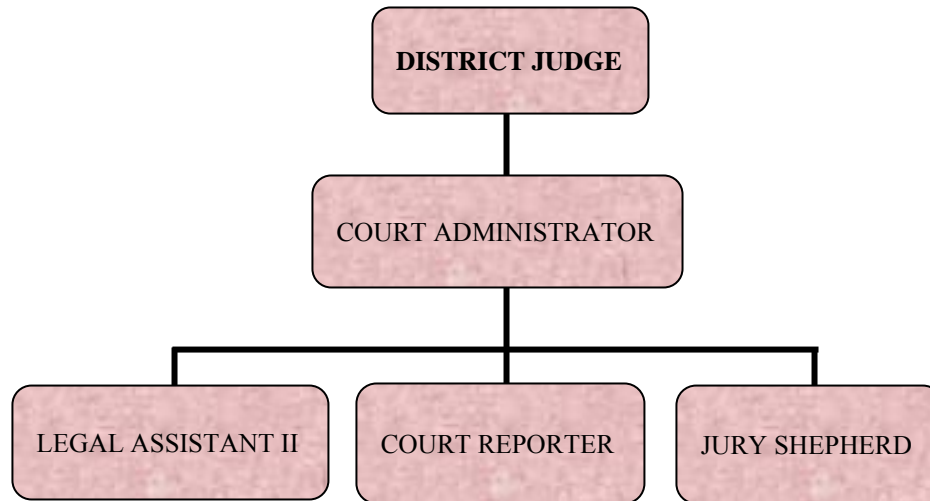 DISTRICT JUDGE
COURT ADMINISTRATOR
LEGAL ASSISTANT II
COURT REPORTER
JURY SHEPHERD